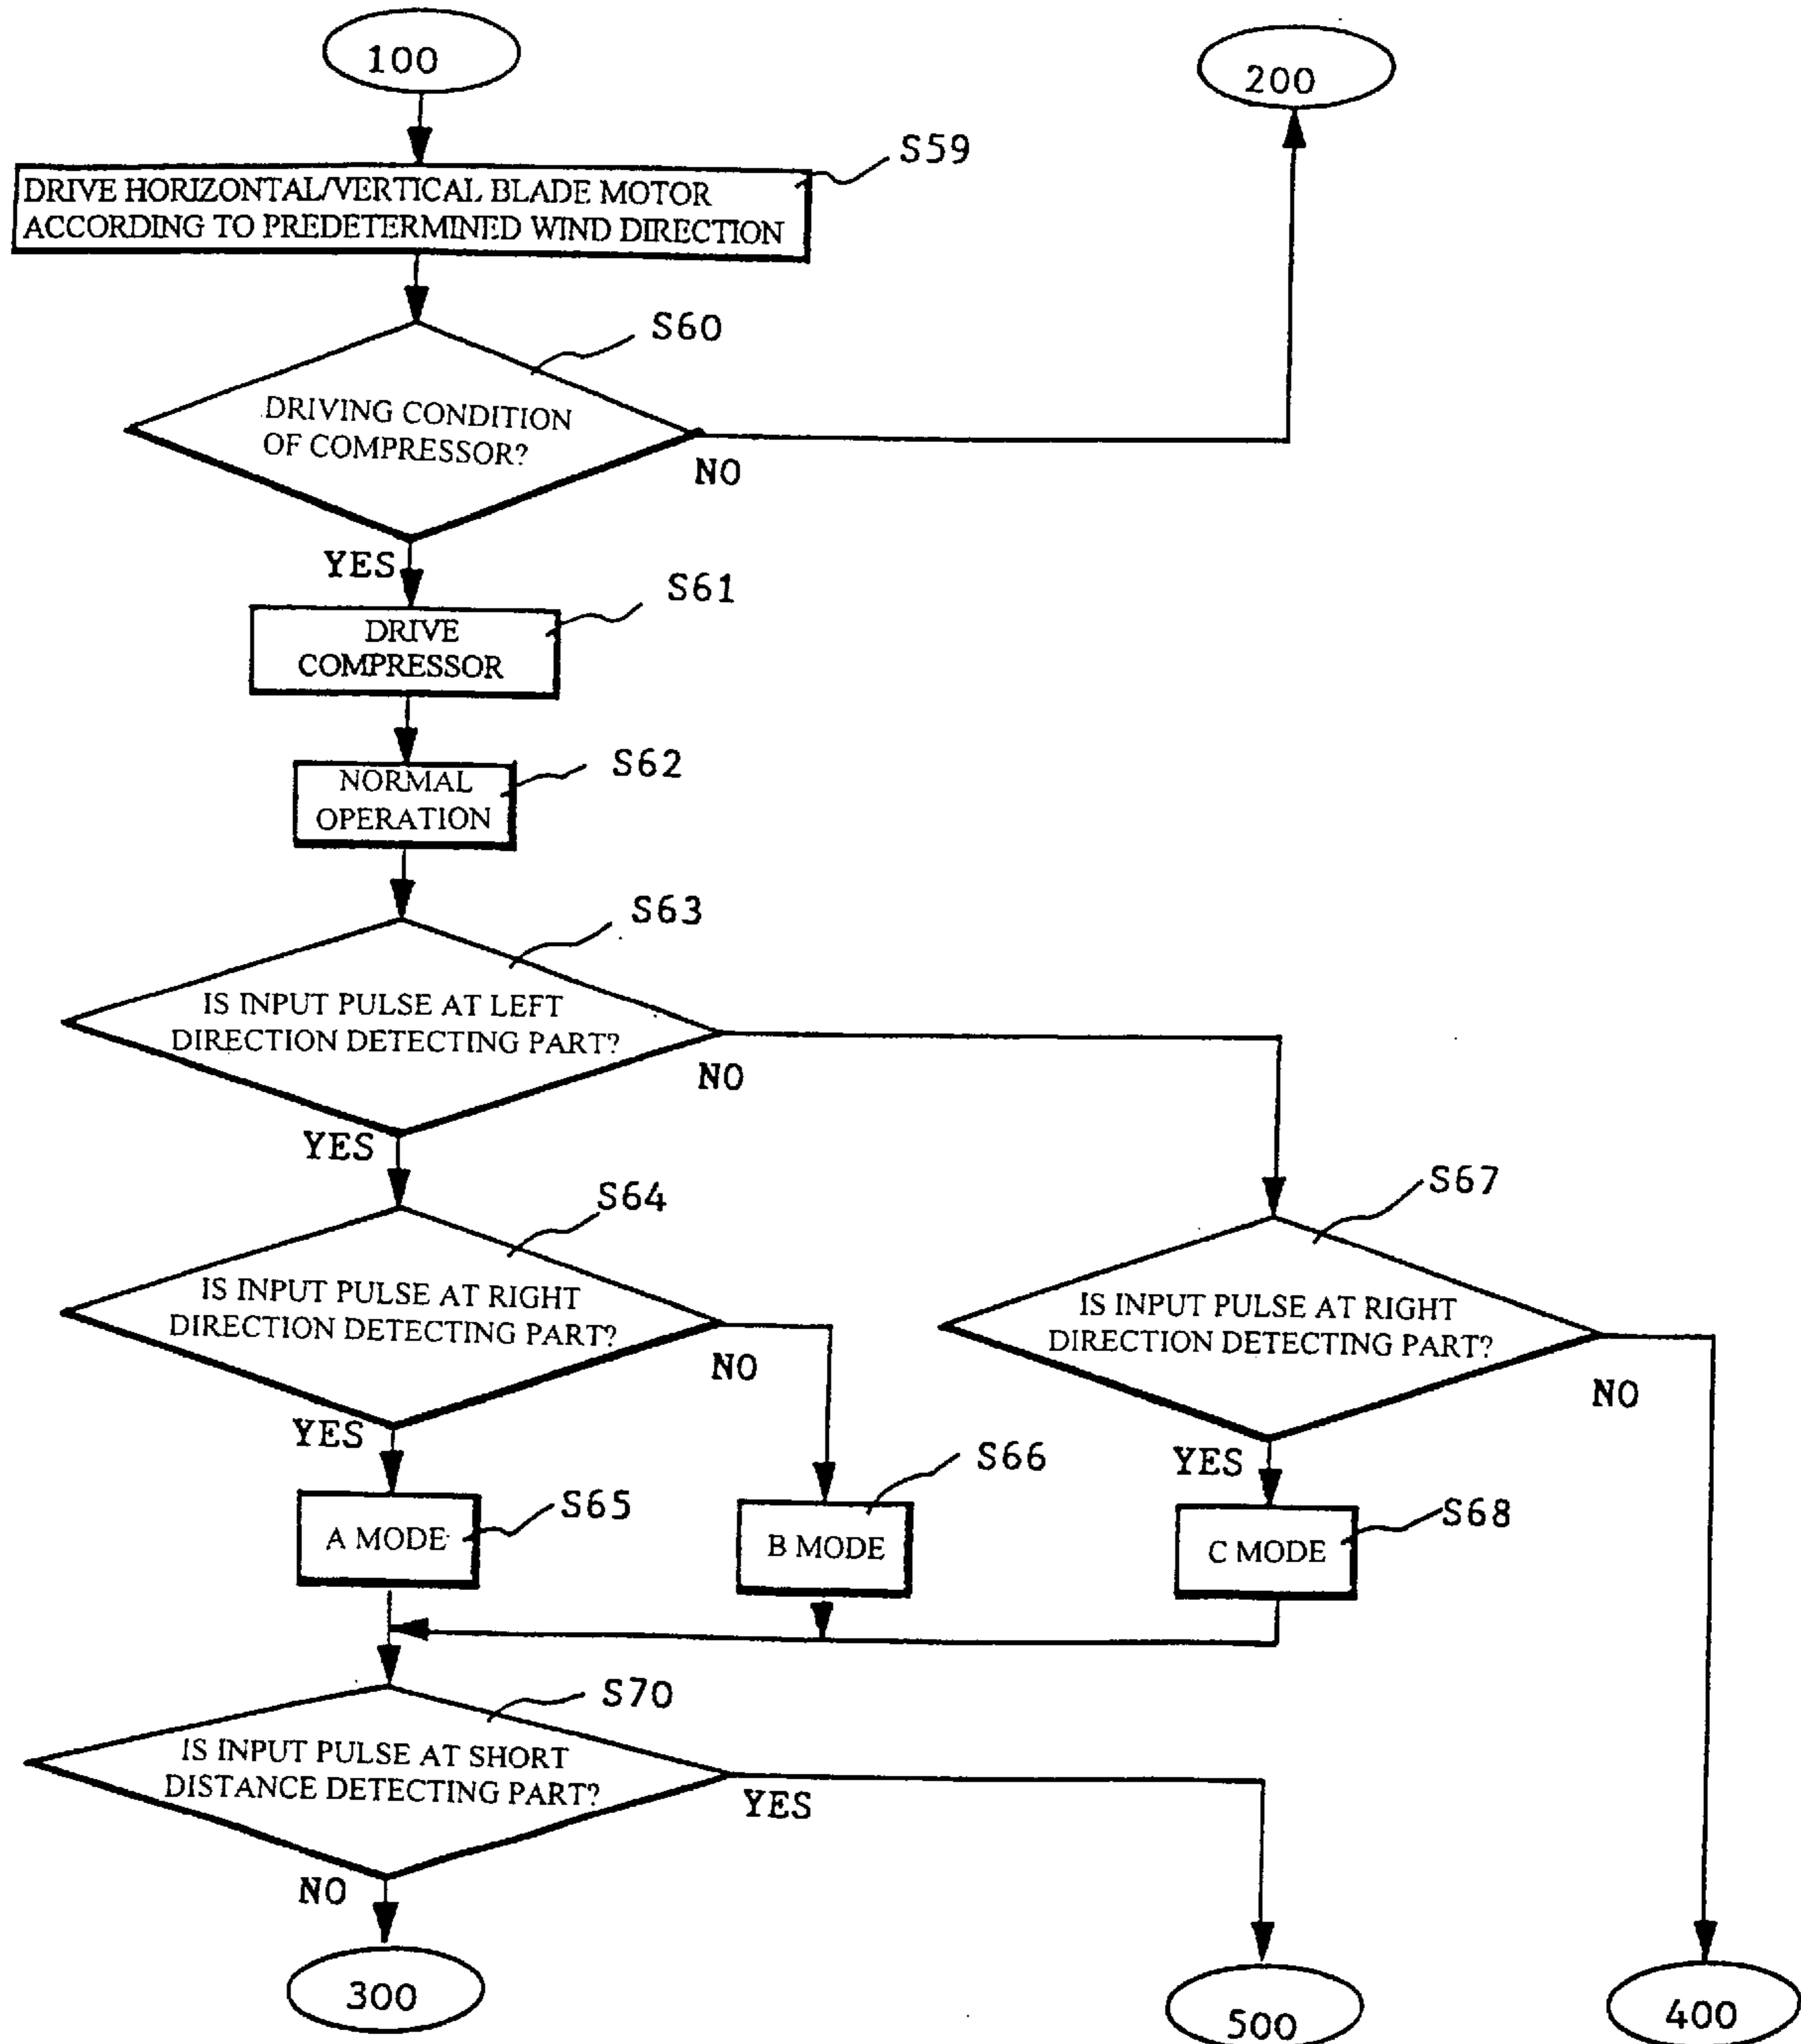 100
200
S59
DRIVE HORIZONTAL/VERTICAL BLADE MOTOR
ACCORDING TO PREDETERMINED WIND DIRECTION
S60
DRIVING CONDITION
OF COMPRESSOR?
NO
YES
S61
DRIVE
COMPRESSOR
S62
NORMAL
OPERATION
S63
IS INPUT PULSE AT LEFT
DIRECTION DETECTING PART?
NO
YES
S64
S67
IS INPUT PULSE AT RIGHT
DIRECTION DETECTING PART?
IS INPUT PULSE AT RIGHT
DIRECTION DETECTING PART?
NO
NO
YES
YES
S66
S65
S68
A MODE
B MODE
C MODE
S70
IS INPUT PULSE AT SHORT
DISTANCE DETECTING PART?
YES
NO
300
500
400